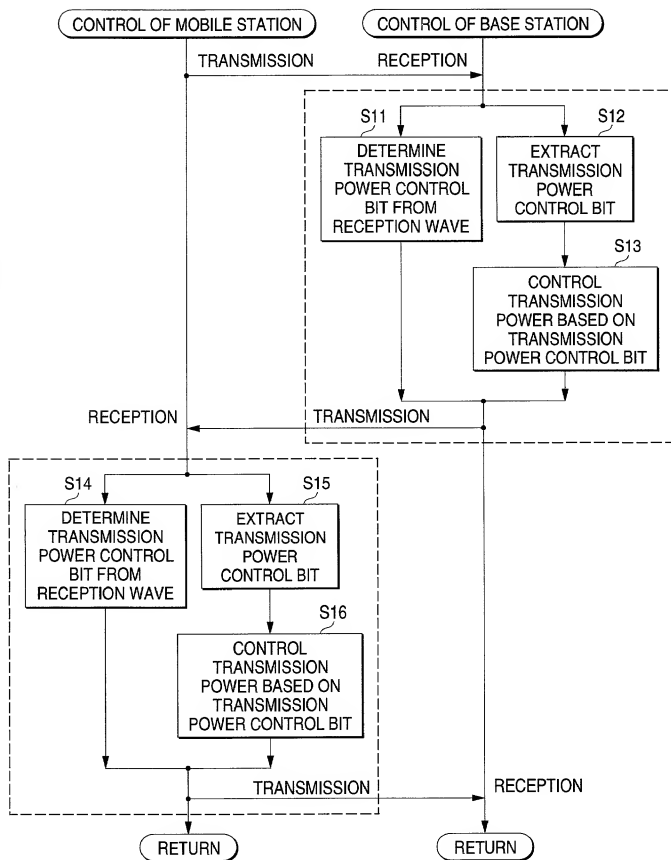 CONTROL OF MOBILE STATION
CONTROL OF BASE STATION
TRANSMISSION
RECEPTION
S11
DETERMINE
TRANSMISSION
POWER CONTROL
BIT FROM
RECEPTION WAVE
S12
EXTRACT
TRANSMISSION
POWER
CONTROL BIT
S13
CONTROL
TRANSMISSION
POWER BASED ON
TRANSMISSION
POWER CONTROL BIT
RECEPTION
TRANSMISSION
S14
DETERMINE
TRANSMISSION
POWER CONTROL
BIT FROM
RECEPTION WAVE
S15
EXTRACT
TRANSMISSION
POWER
CONTROL BIT
S16
CONTROL
TRANSMISSION
POWER BASED ON
TRANSMISSION
POWER CONTROL BIT
TRANSMISSION
RECEPTION
RETURN
RETURN